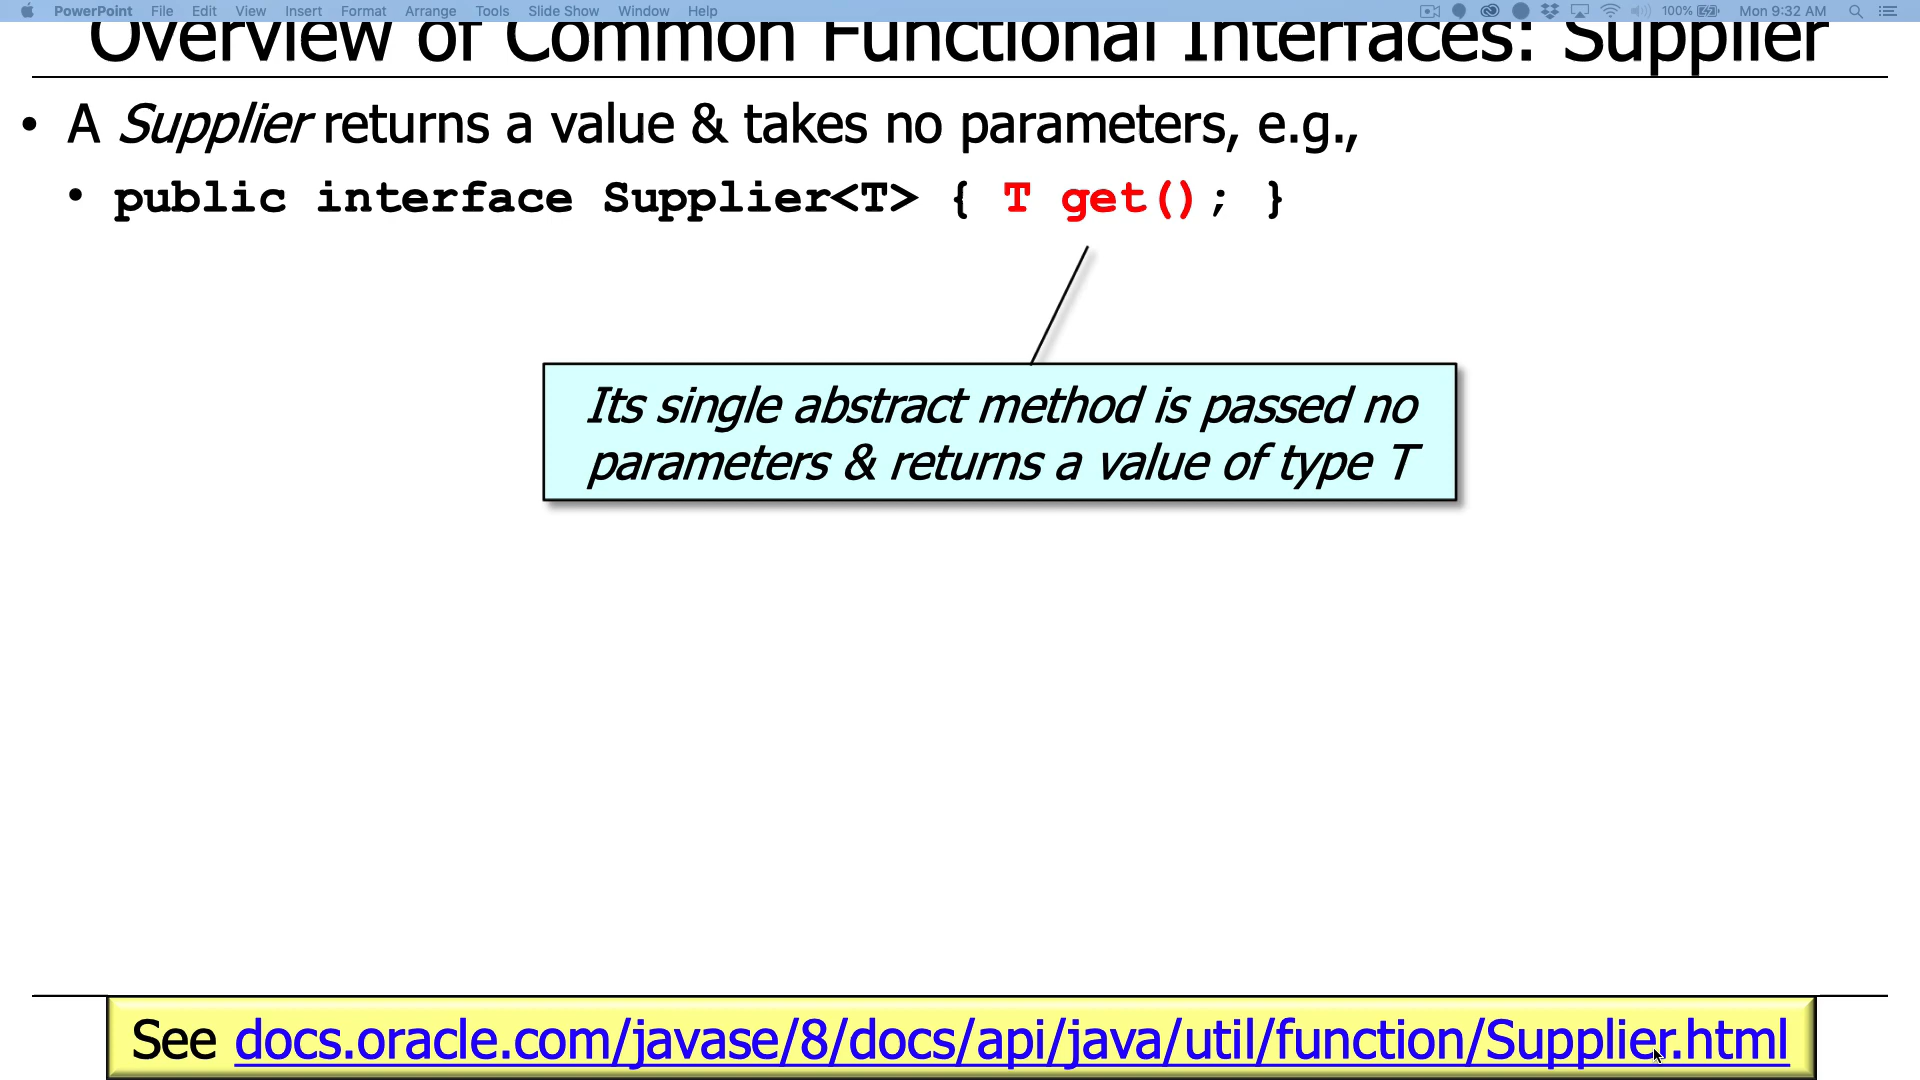 PowerPoint File Edit View Insert Format Arrange Tools Slide Show Window Help 100% Mon 9:32 AM
Overview of Common Functional Interfaces: Supplier
• A Supplier returns a value & takes no parameters, e.g.,
• public interface Supplier<T> { T get(); }
Its single abstract method is passed no
parameters & returns a value of type T
See docs.oracle.com/javase/8/docs/api/java/util/function/Supplier.html